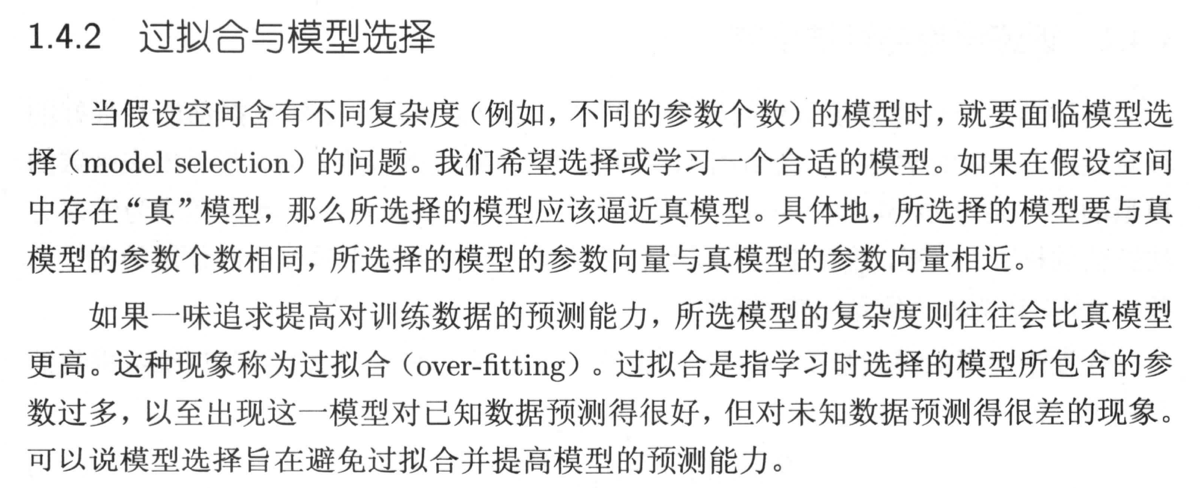 1.4.2 过拟合与模型选择
当假设空间含有不同复杂度（例如，不同的参数个数）的模型时，就要面临模型选
择（model selection）的问题。我们希望选择或学习一个合适的模型。如果在假设空间
中存在“真”模型，那么所选择的模型应该逼近真模型。具体地，所选择的模型要与真
模型的参数个数相同，所选择的模型的参数向量与真模型的参数向量相近。
如果一味追求提高对训练数据的预测能力，所选模型的复杂度则往往会比真模型
更高。这种现象称为过拟合（over-fitting）。过拟合是指学习时选择的模型所包含的参
数过多，以至出现这一模型对已知数据预测得很好，但对未知数据预测得很差的现象。
可以说模型选择旨在避免过拟合并提高模型的预测能力。